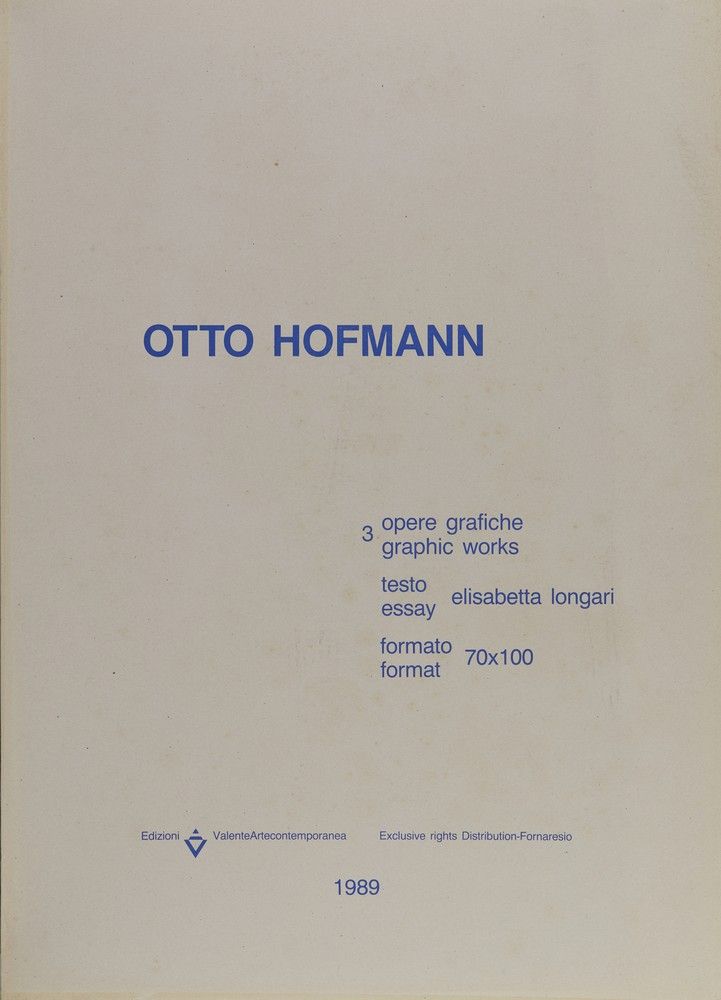 OTTO HOFMANN
3 opere grafiche
graphic works
testo
essay elisabetta longari
formato
format 70x100
Edizioni ValenteArtecontemporanea Exclusive rights Distribution-Fornaresio
1989